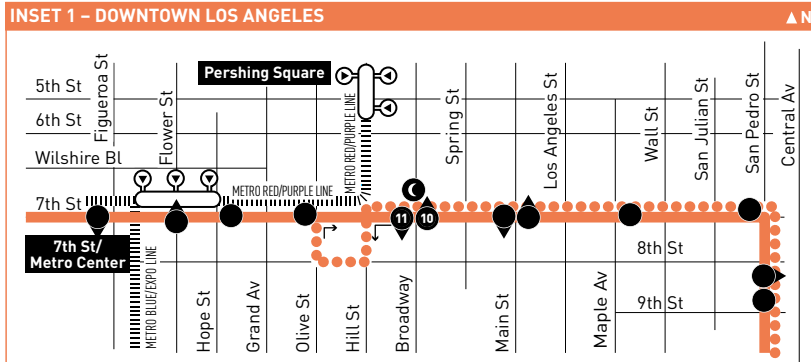 INSET 1 – DOWNTOWN LOS ANGELES
▲ N
Figueroa St
Flower St
Pershing Square
5th St
6th St
Wilshire Bl
7th St
METRO RED/PURPLE LINE
METRO RED/PURPLE LINE
Spring St
Los Angeles St
Wall St
San Julian St
San Pedro St
Central Av
11
10
7th St/
Metro Center
METRO BLUE/EXPO LINE
Hope St
Grand Av
Olive St
Hill St
Broadway
Main St
Maple Av
8th St
9th St